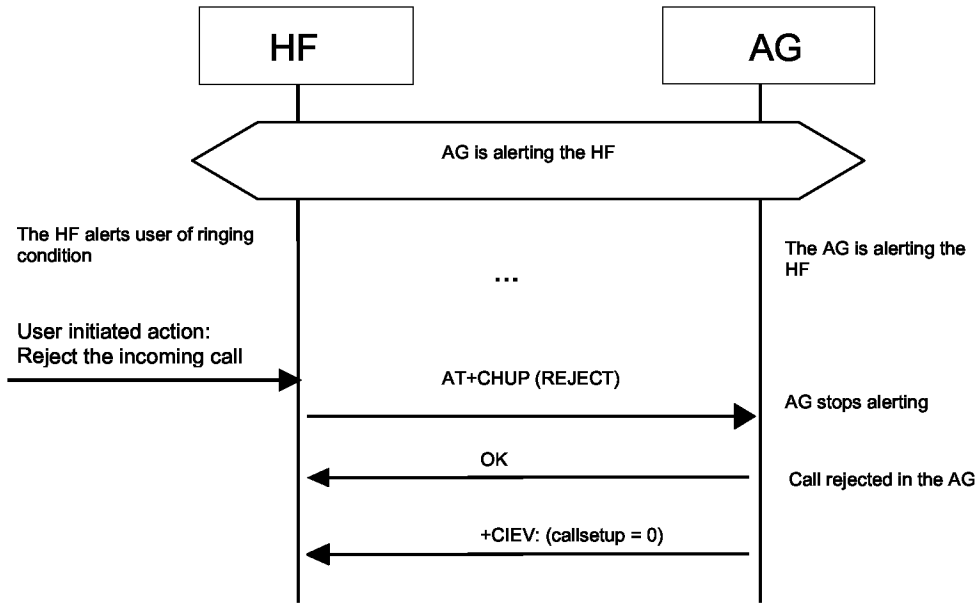 HF
AG
AG is alerting the HF
The HF alerts user of ringing
condition
The AG is alerting the
HF
...
User initiated action:
Reject the incoming call
AT+CHUP (REJECT)
AG stops alerting
OK
Call rejected in the AG
+CIEV: (callsetup = 0)